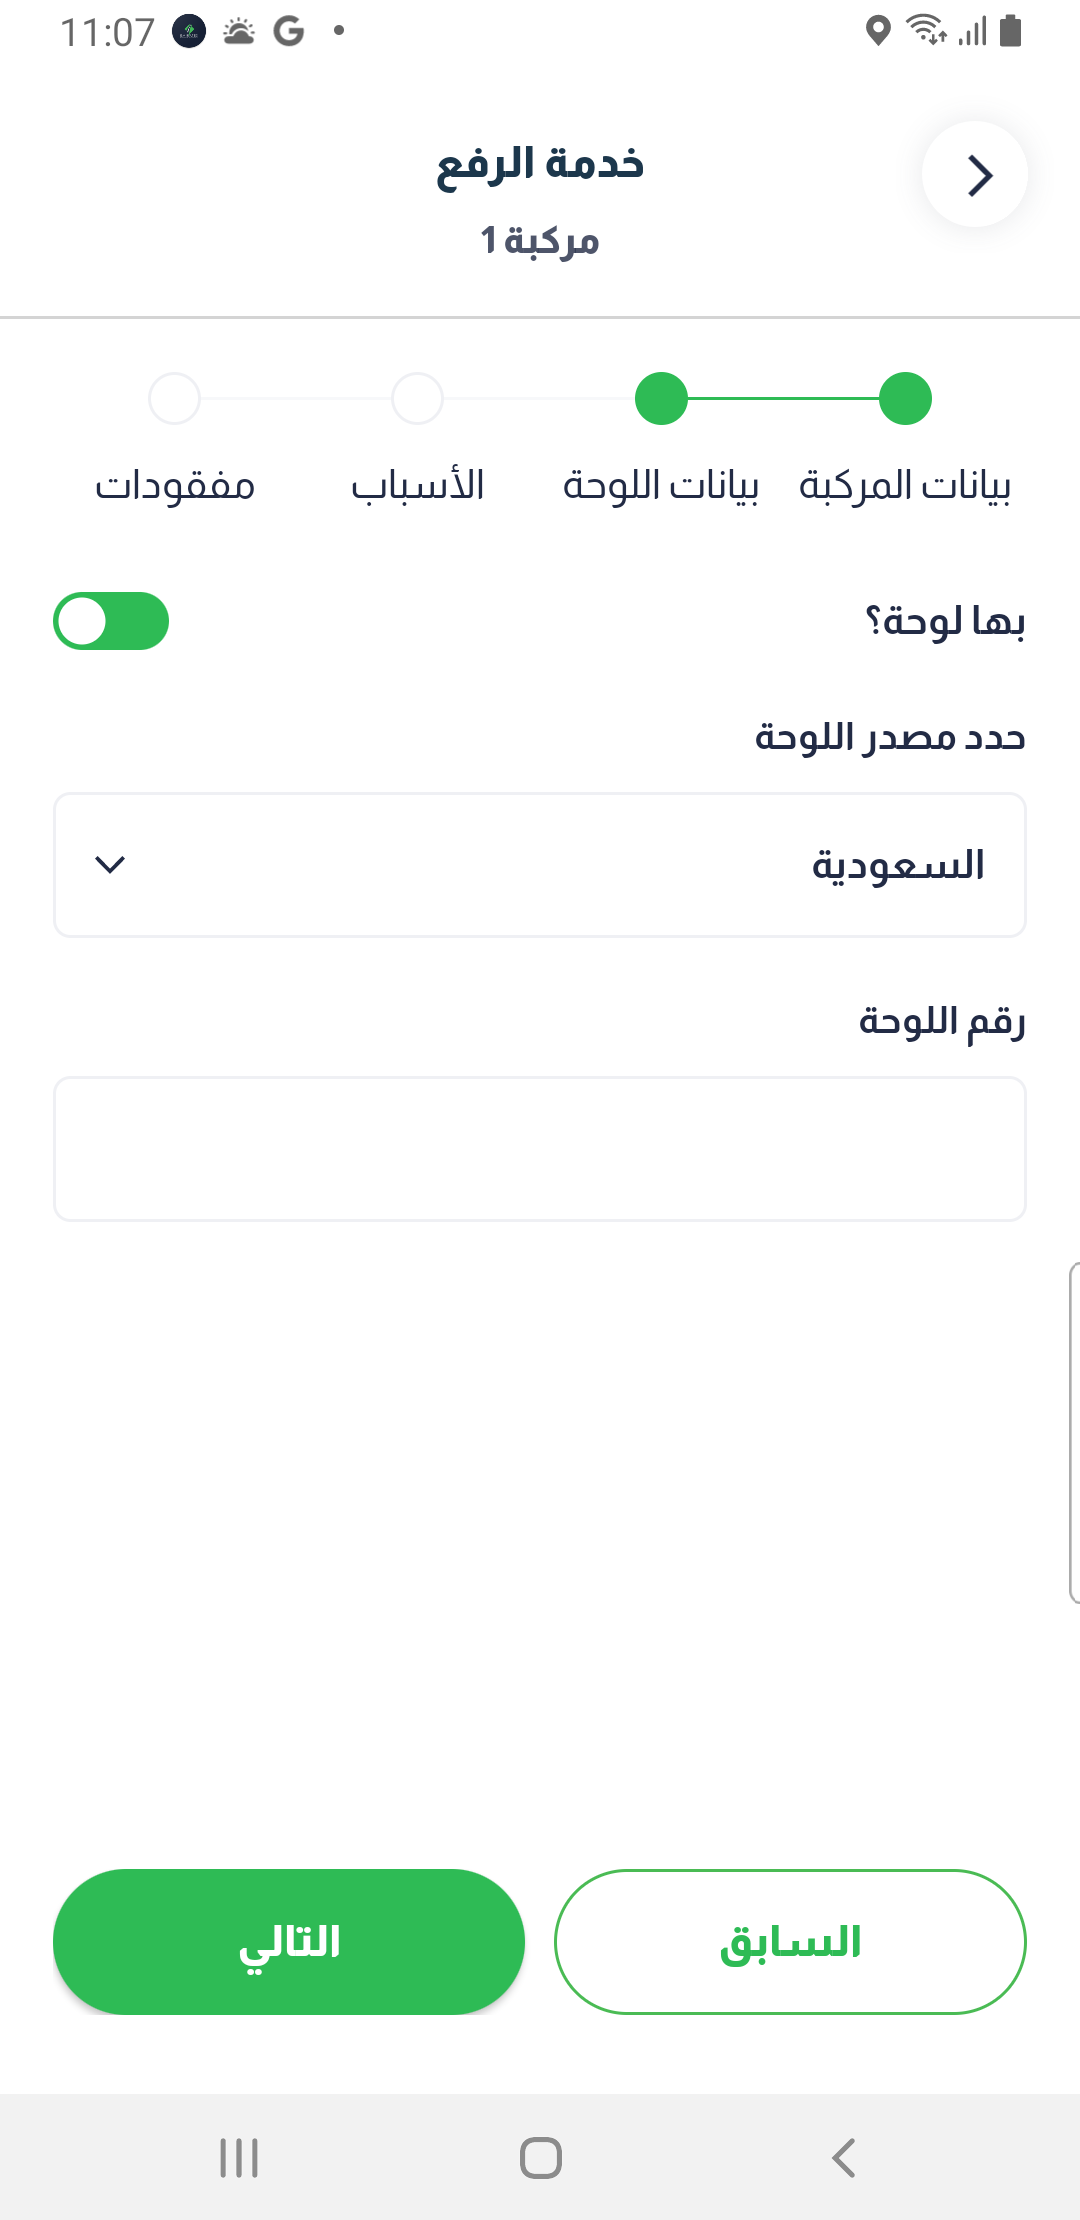 11:07
خدمة الرفع
مركبة 1
بيانات المركبة
بيانات اللوحة
الأسباب
مفقودات
بها لوحة؟
حدد مصدر اللوحة
السعودية
رقم اللوحة
السابق
التالي